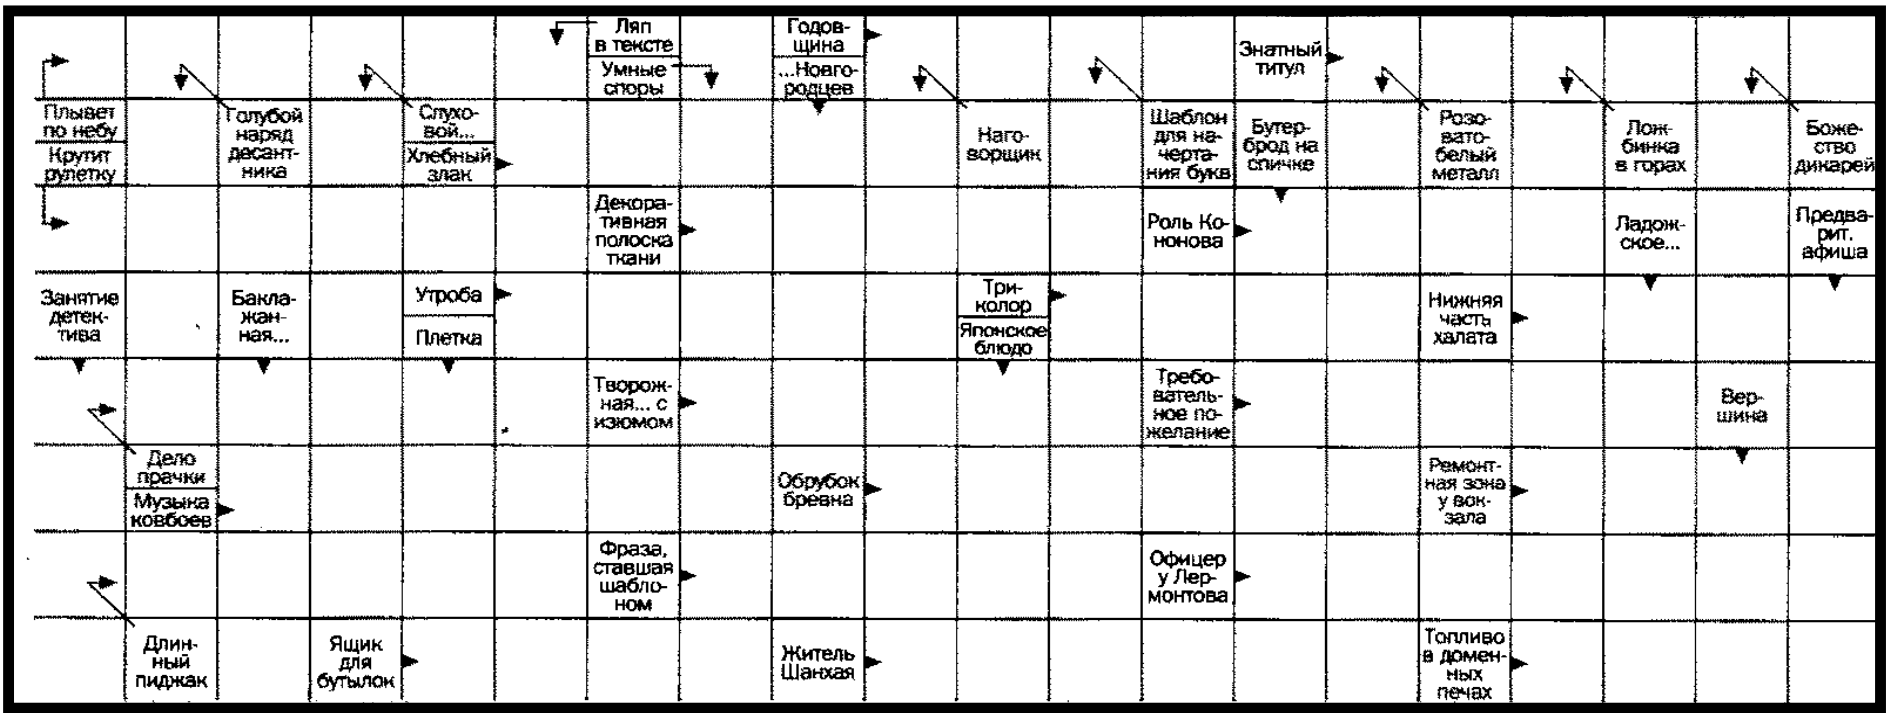 Ляп
в тексте
Умные
споры
Годов-
щина
...Новго-
родцев
Знатный
титул
Плывет
по небу
Крутит
рулетку
Голубой
наряд
десант-
ника
Слухо-
вой...
Хлебный
злак
Наго-
ворщик
Шаблон
для на-
черта-
ния букв
Бутер-
брод на
спичке
Розо-
вато-
белый
металл
Лож-
бинка
в горах
Боже-
ство
дикарей
Декора-
тивная
полоска
ткани
Роль Ко-
нонова
Ладож-
ское...
Предва-
рит.
афиша
Занятие
детек-
тива
Бакла-
жан-
ная...
Утроба
Плетка
Три-
колор
Японское
блюдо
Нижняя
часть
халата
Творож-
ная... с
изюмом
Требо-
ватель-
ное по-
желание
Вер-
шина
Дело
прачки
Музыка
ковбоев
Обрубок
бревна
Ремонт-
ная зона
у вок-
зала
Фраза,
ставшая
шабло-
ном
Офицер
у Лер-
монтова
Длин-
ный
пиджак
Ящик
для
бутылок
Житель
Шанхая
Топливо
в домен-
ных
печах